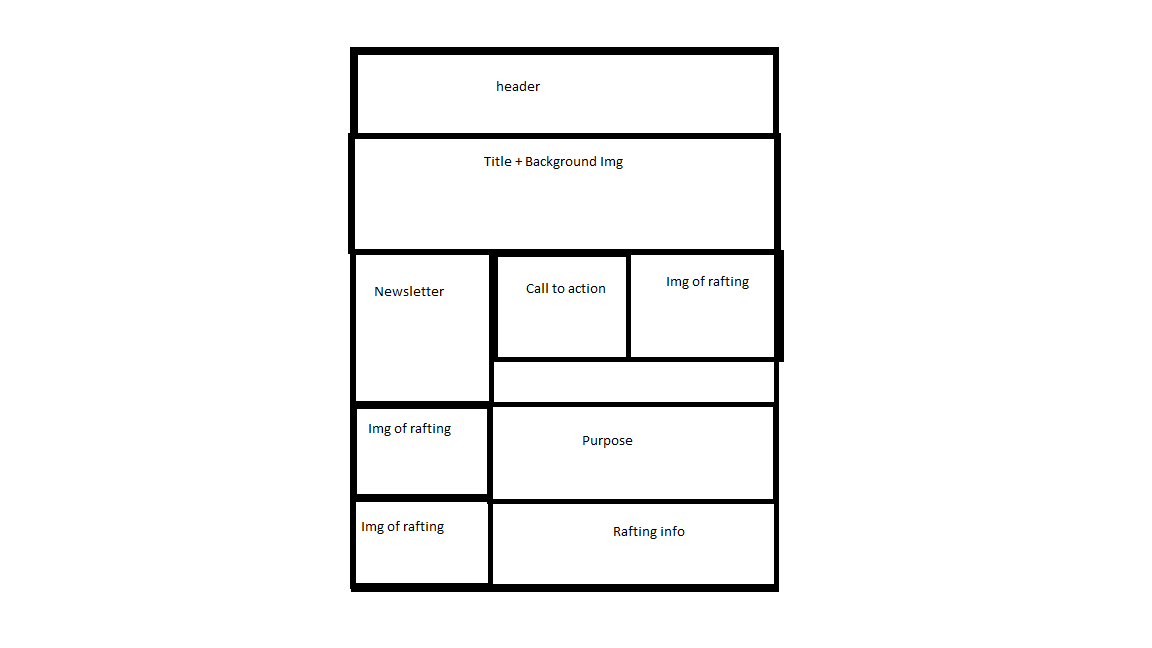 header
Title + Background Img
Newsletter
Call to action
Img of rafting
Img of rafting
Purpose
Img of rafting
Rafting info